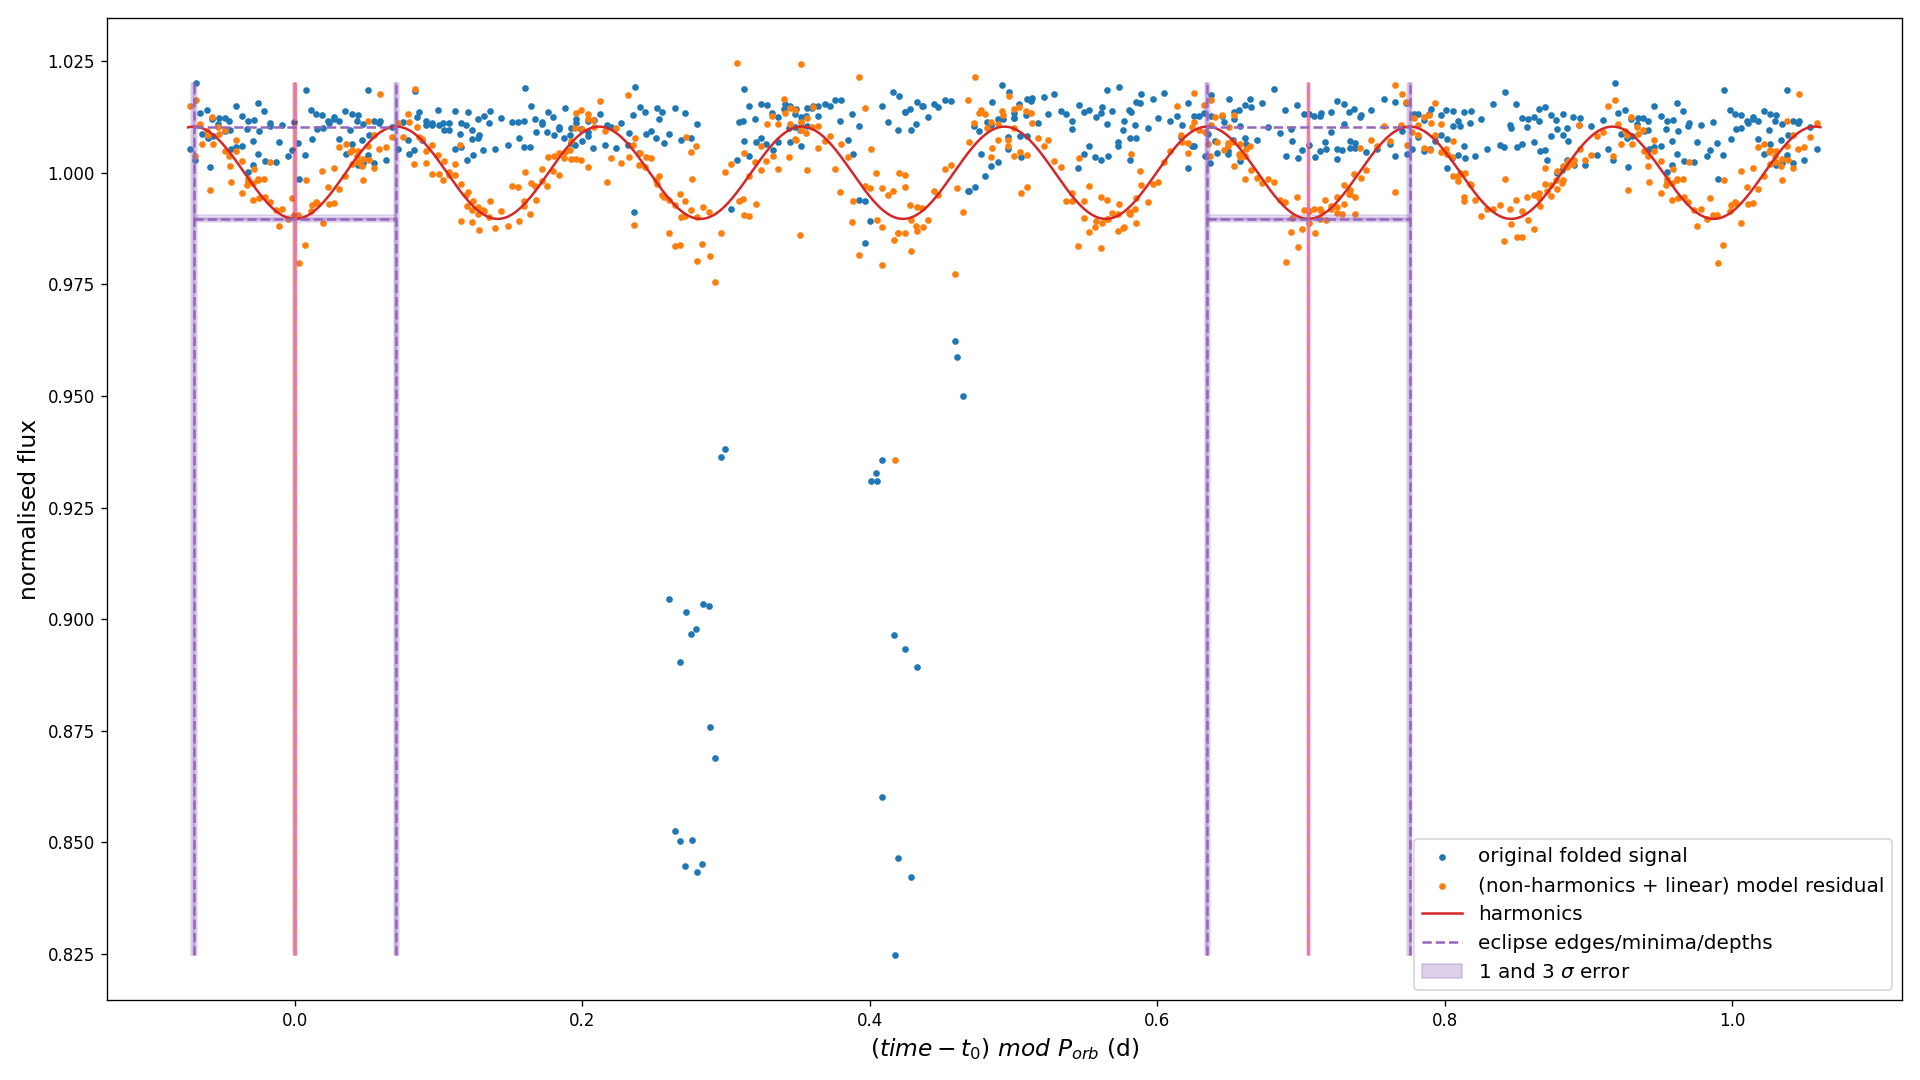 1.025
1.000
0.975
0.950
0.925
0.900
0.875
0.850
0.825
normalised flux
0.0 0.2 0.4 0.6 0.8 1.0
(time − t₀) mod Pₒᵣb (d)
original folded signal
(non-harmonics + linear) model residual
harmonics
eclipse edges/minima/depths
1 and 3 σ error